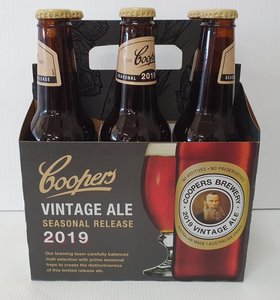 Coopers
SEASONAL 2019
RELEASE
Coopers
VINTAGE ALE
SEASONAL RELEASE
2019
Our brewing team carefully balances
malt selection with prime seasonal
hops to create the distinctiveness
of this limited release ale.
NO ADDITIVES • NO PRESERVATIVES
COOPERS BREWERY
2019 VINTAGE ALE